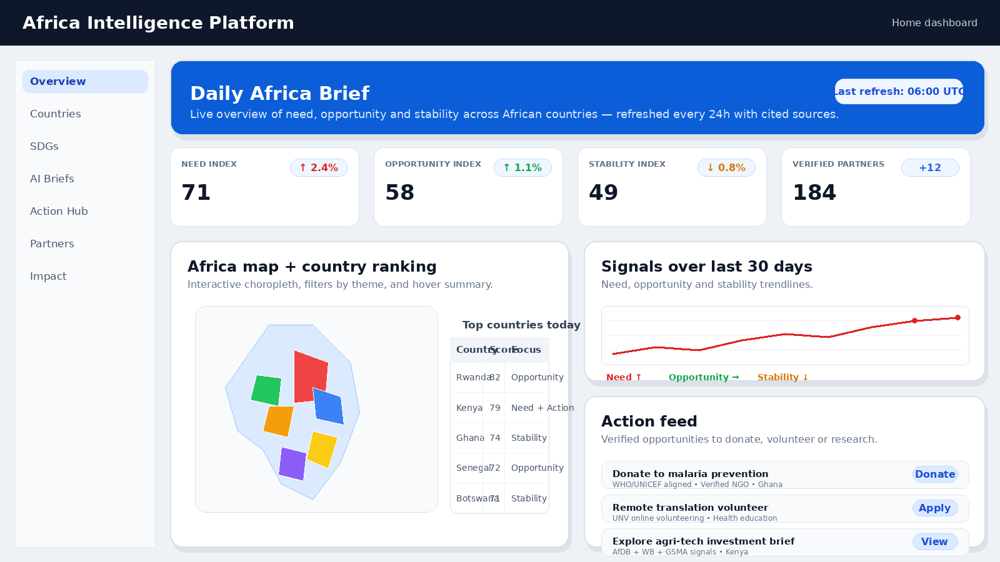 Africa Intelligence Platform
Home dashboard
Overview
Countries
SDGs
AI Briefs
Action Hub
Partners
Impact
Daily Africa Brief
Last refresh: 06:00 UTC
Live overview of need, opportunity and stability across African countries — refreshed every 24h with cited sources.
NEED INDEX
↑ 2.4%
71
OPPORTUNITY INDEX
↑ 1.1%
58
STABILITY INDEX
↓ 0.8%
49
VERIFIED PARTNERS
+12
184
Africa map + country ranking
Interactive choropleth, filters by theme, and hover summary.
Top countries today
Country Score Focus
Rwanda 82 Opportunity
Kenya 79 Need + Action
Ghana 74 Stability
Senegal 72 Opportunity
Botswana 71 Stability
Signals over last 30 days
Need, opportunity and stability trendlines.
Need ↑ Opportunity → Stability ↓
Action feed
Verified opportunities to donate, volunteer or research.
Donate to malaria prevention
WHO/UNICEF aligned • Verified NGO • Ghana
Donate
Remote translation volunteer
UNV online volunteering • Health education
Apply
Explore agri-tech investment brief
AfDB + WB + GSMA signals • Kenya
View